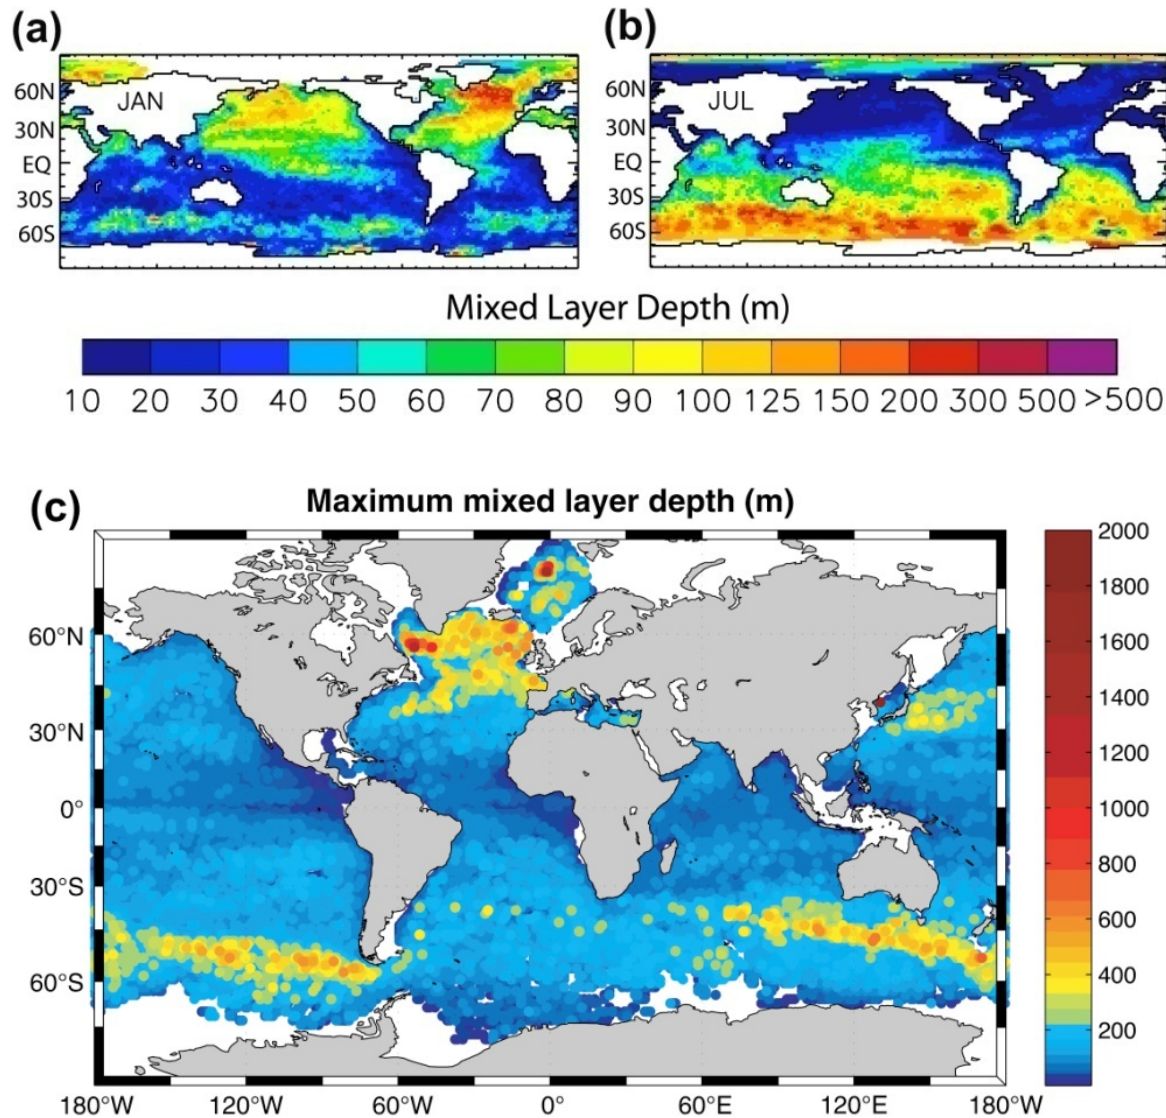 (a)
(b)
60N
30N
EQ
30S
60S
JAN
60N
30N
EQ
30S
60S
JUL
Mixed Layer Depth (m)
10 20 30 40 50 60 70 80 90 100 125 150 200 300 500 >500
(c)
Maximum mixed layer depth (m)
60°N
30°N
0°
30°S
60°S
180°W 120°W 60°W 0° 60°E 120°E 180°W
2000
1800
1600
1400
1200
1000
800
600
400
200